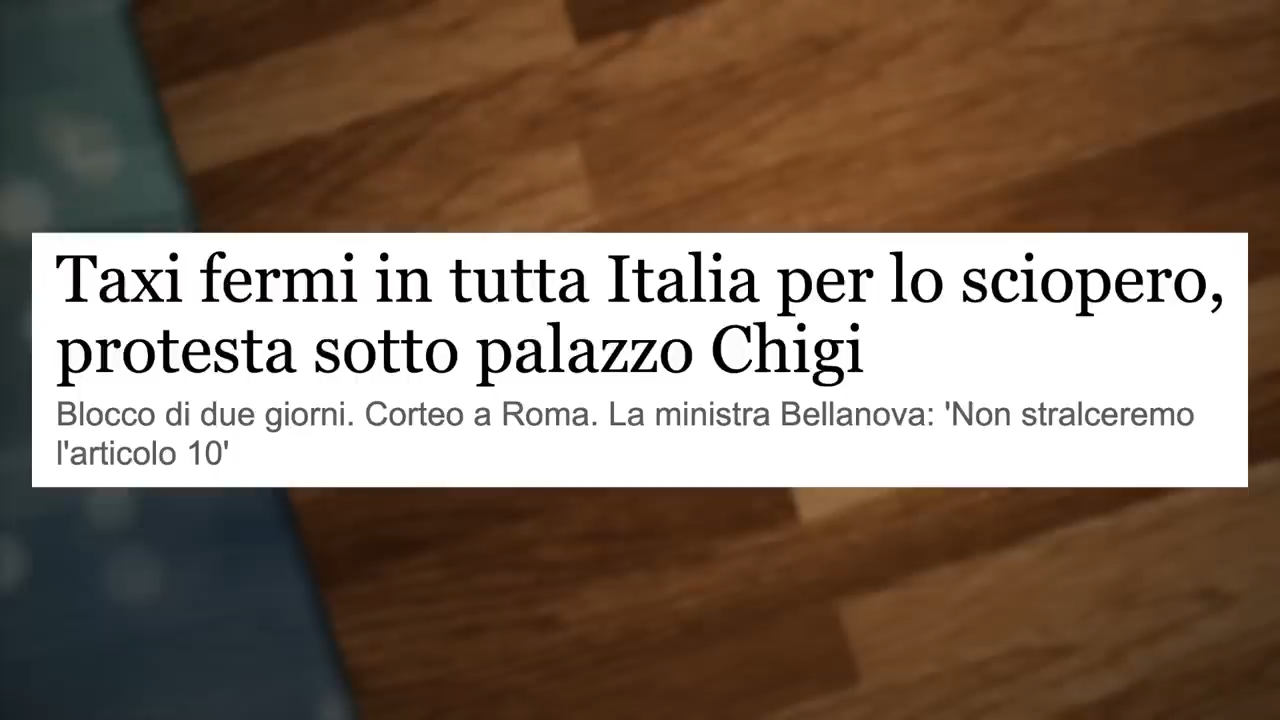 Taxi fermi in tutta Italia per lo sciopero,
protesta sotto palazzo Chigi
Blocco di due giorni. Corteo a Roma. La ministra Bellanova: 'Non stralceremo
l'articolo 10'